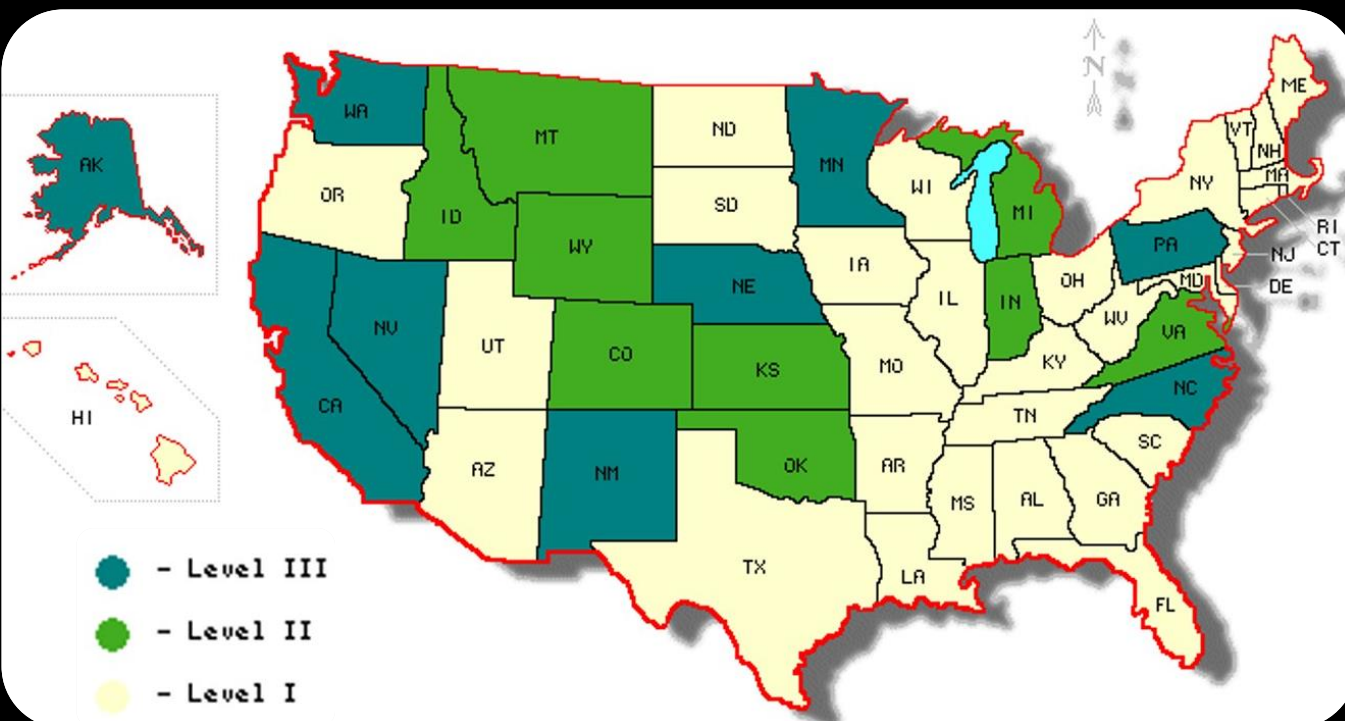 N
ME
WA
VT
MT
ND
NH
MN
MA
AK
WI
NY
OR
ID
SD
MI
RI
CT
WY
PA
NJ
IA
OH
MD
DE
NE
IL
IN
NV
WV
VA
UT
CO
KS
MO
KY
NC
CA
HI
TN
SC
AZ
NM
OK
AR
MS
AL
GA
TX
LA
FL
- Level III
- Level II
- Level I